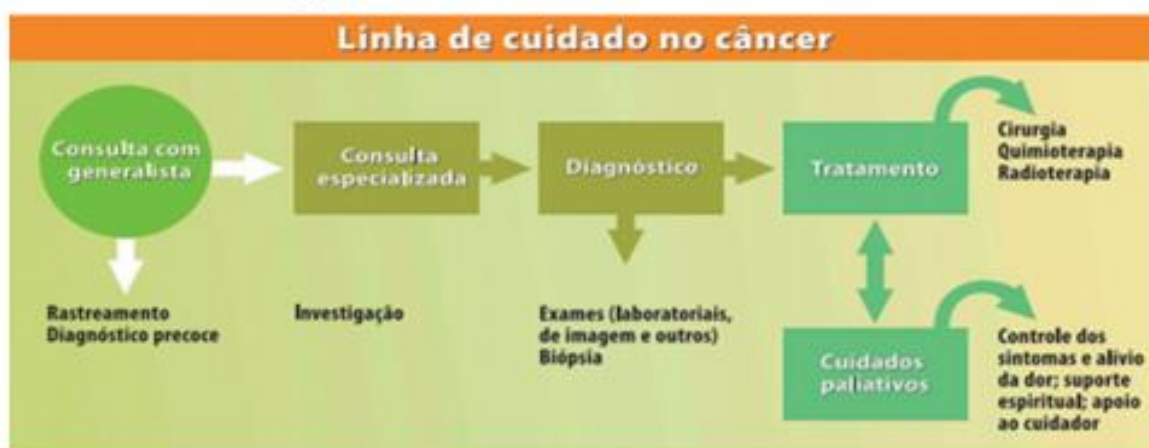 Linha de cuidado no câncer
Consulta com
generalista
Rastreamento
Diagnóstico precoce
Consulta
especializada
Investigação
Diagnóstico
Exames (laboratoriais,
de imagem e outros)
Biópsia
Tratamento
Cirurgia
Quimioterapia
Radioterapia
Cuidados
paliativos
Controle dos
sintomas e alívio
da dor; suporte
espiritual; apoio
ao cuidador